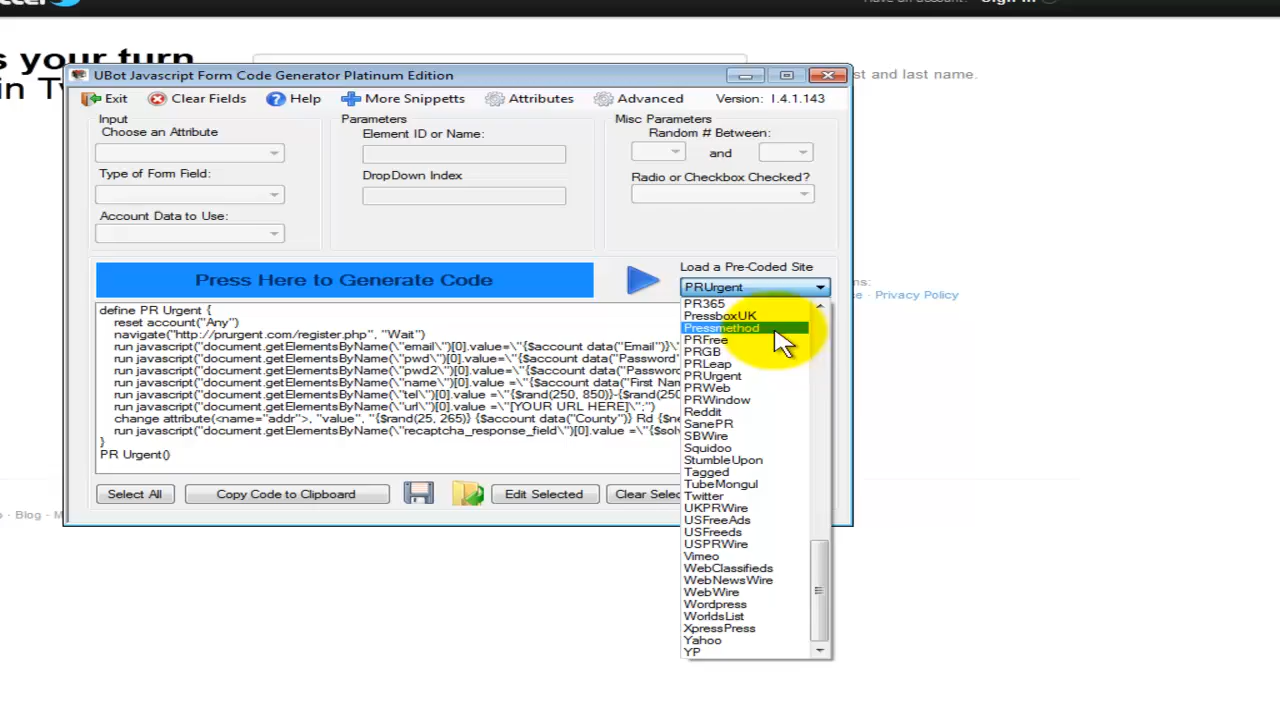 s your turn
in Tw
st and last name.
UBot Javascript Form Code Generator Platinum Edition
Exit
Clear Fields
Help
More Snippetts
Attributes
Advanced
Version: 1.4.1.143
Input
Choose an Attribute
Type of Form Field:
Account Data to Use:
Parameters
Element ID or Name:
DropDown Index
Misc Parameters
Random # Between:
and
Radio or Checkbox Checked?
Press Here to Generate Code
Load a Pre-Coded Site
PRUrgent
define PR Urgent {
reset account("Any")
navigate("http://prurgent.com/register.php", "Wait")
run javascript("document.getElementsByName(\"email\")[0].value=\"{$account data("Email")}\"
run javascript("document.getElementsByName(\"pwd\")[0].value=\"{$account data("Password"
run javascript("document.getElementsByName(\"pwd2\")[0].value=\"{$account data("Password
run javascript("document.getElementsByName(\"name\")[0].value =\"{$account data("First Nam
run javascript("document.getElementsByName(\"tel\")[0].value =\"{$rand(250, 850)}-{$rand(250
run javascript("document.getElementsByName(\"url\")[0].value =\"[YOUR URL HERE]\";")
change attribute(<name="addr">, "value", "{$rand(25, 265)} {$account data("County")} Rd {$ne
run javascript("document.getElementsByName(\"recaptcha_response_field\")[0].value =\"{$solv
}
PR Urgent()
PR365
PressboxUK
Pressmethod
PRFree
PRGB
PRLeap
PRUrgent
PRWeb
PRWindow
Reddit
SanePR
SBWire
Squidoo
StumbleUpon
Tagged
TubeMongul
Twitter
UKPRWire
USFreeAds
USFreeds
USPRWire
Vimeo
WebClassifieds
WebNewsWire
WebWire
Wordpress
WorldsList
XpressPress
Yahoo
YP
Select All
Copy Code to Clipboard
Edit Selected
Clear Selec
ms:
e · Privacy Policy
· Blog · M